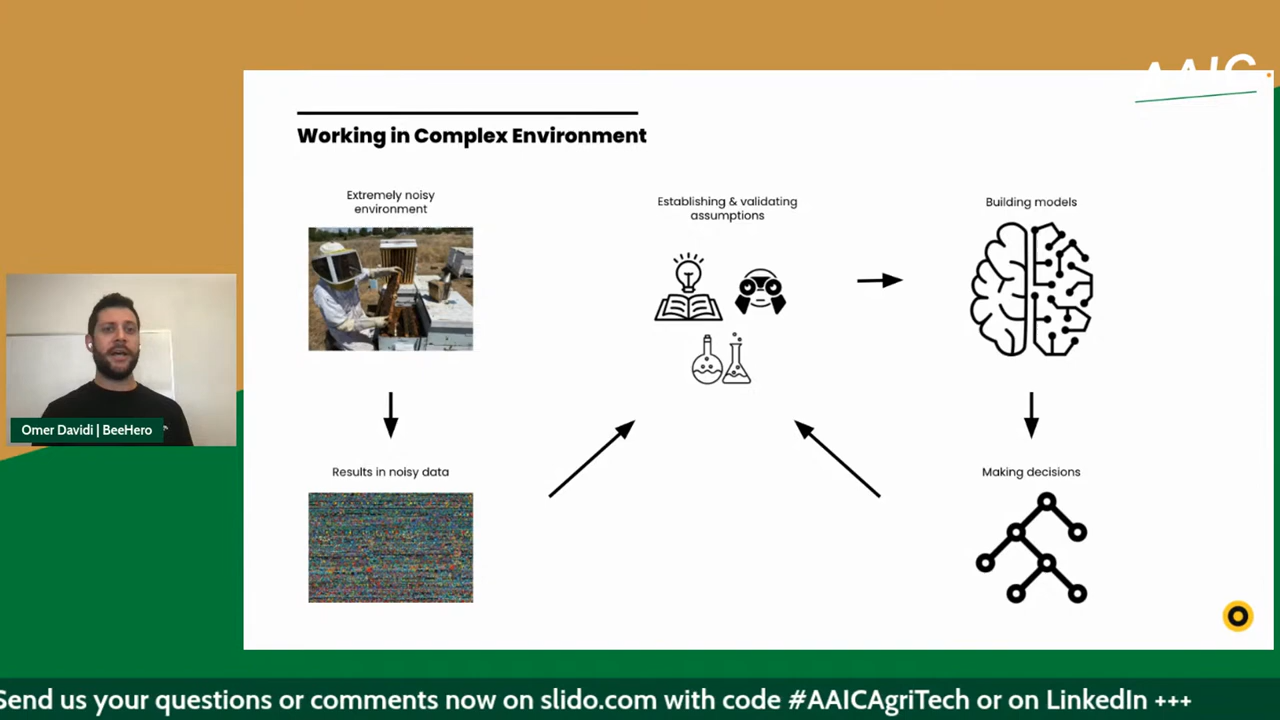 AAIC
Working in Complex Environment
Extremely noisy
environment
Establishing & validating
assumptions
Building models
Results in noisy data
Making decisions
Omer Davidi | BeeHero
Send us your questions or comments now on slido.com with code #AAICAgriTech or on LinkedIn +++